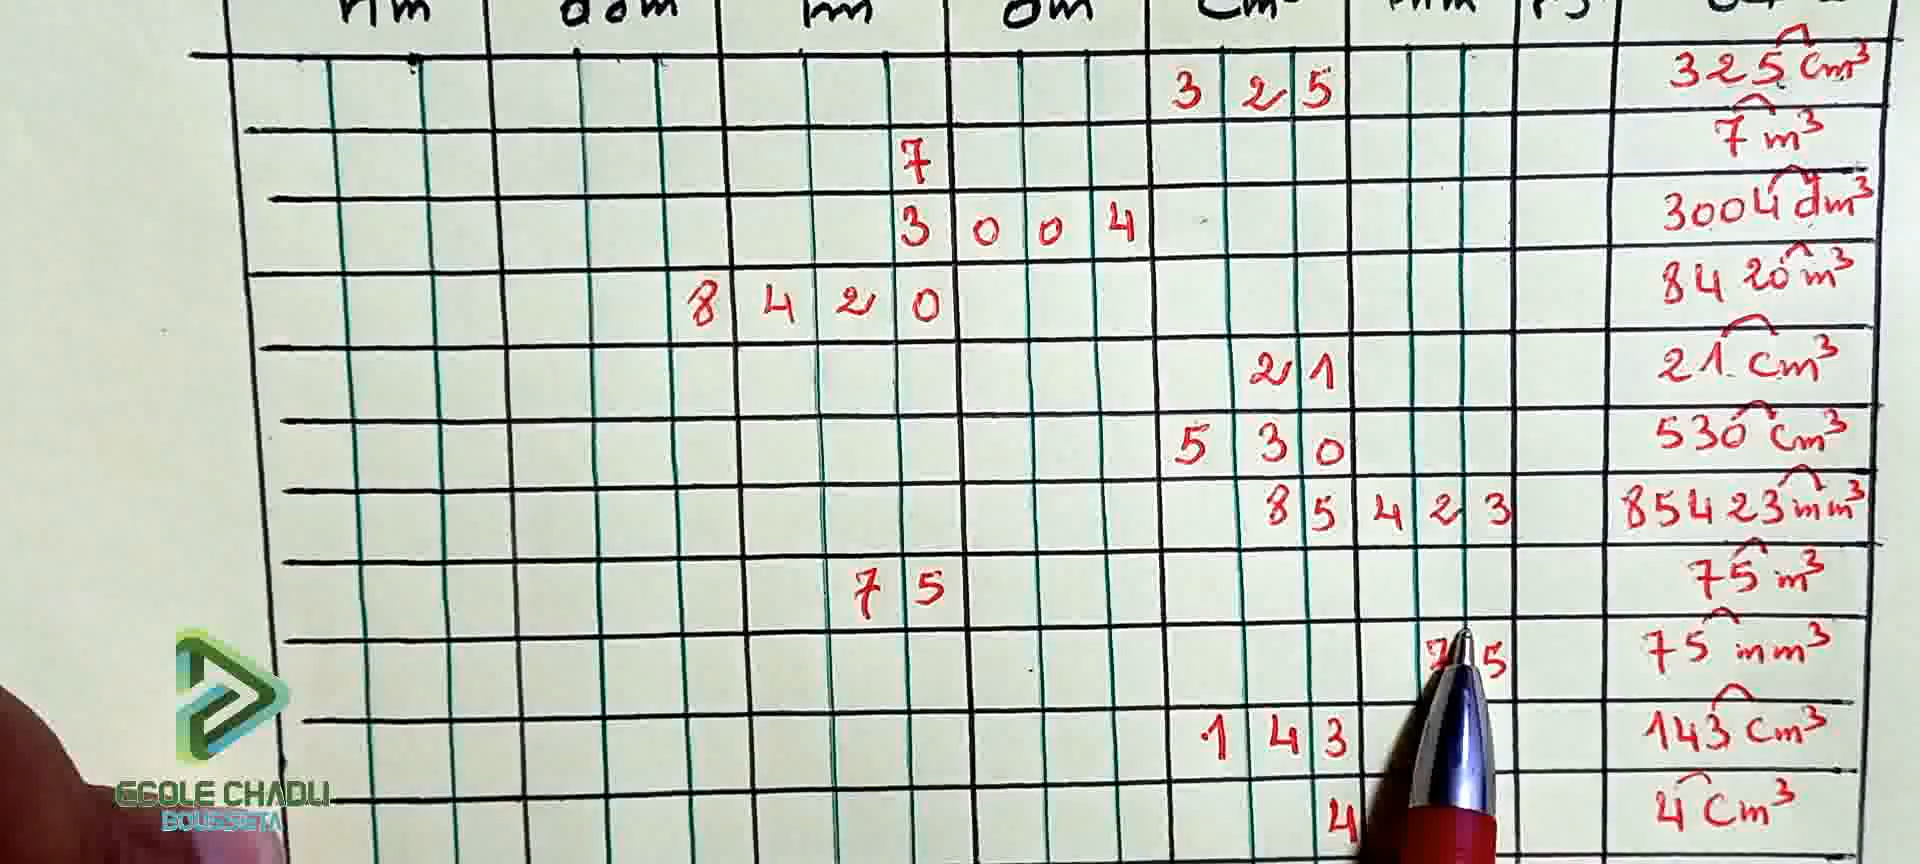 3 2 5 325 cm³
7 7 m³
3 0 0 4 3004 dm³
8 4 2 0 8420 m³
2 1 21 cm³
5 3 0 530 cm³
8 5 4 2 3 85423 mm³
7 5 75 m³
7 5 75 mm³
1 4 3 143 cm³
4 4 cm³
ECOLE CHADLI